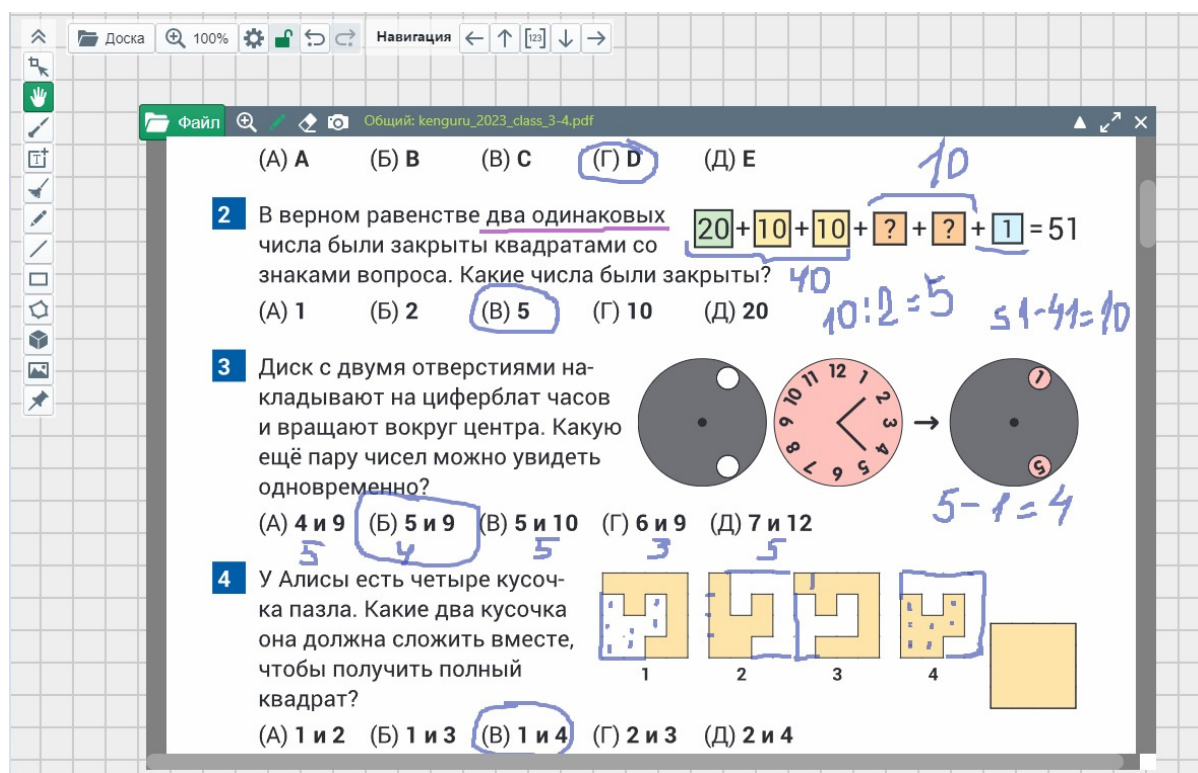 Доска 100% Навигация [123]
Файл Общий: kenguru_2023_class_3-4.pdf
(А) A (Б) B (В) C (Г) D (Д) E
10
2 В верном равенстве два одинаковых
числа были закрыты квадратами со
знаками вопроса. Какие числа были закрыты?
20 + 10 + 10 + ? + ? + 1 = 51
40
(А) 1 (Б) 2 (В) 5 (Г) 10 (Д) 20
10:2=5 51-41=10
3 Диск с двумя отверстиями на-
кладывают на циферблат часов
и вращают вокруг центра. Какую
ещё пару чисел можно увидеть
одновременно?
12 1 2 3 4 5 6 7 8 9 10 11
1
5
5-1=4
(А) 4 и 9 (Б) 5 и 9 (В) 5 и 10 (Г) 6 и 9 (Д) 7 и 12
5 4 5 3 5
4 У Алисы есть четыре кусоч-
ка пазла. Какие два кусочка
она должна сложить вместе,
чтобы получить полный
квадрат?
1 2 3 4
(А) 1 и 2 (Б) 1 и 3 (В) 1 и 4 (Г) 2 и 3 (Д) 2 и 4